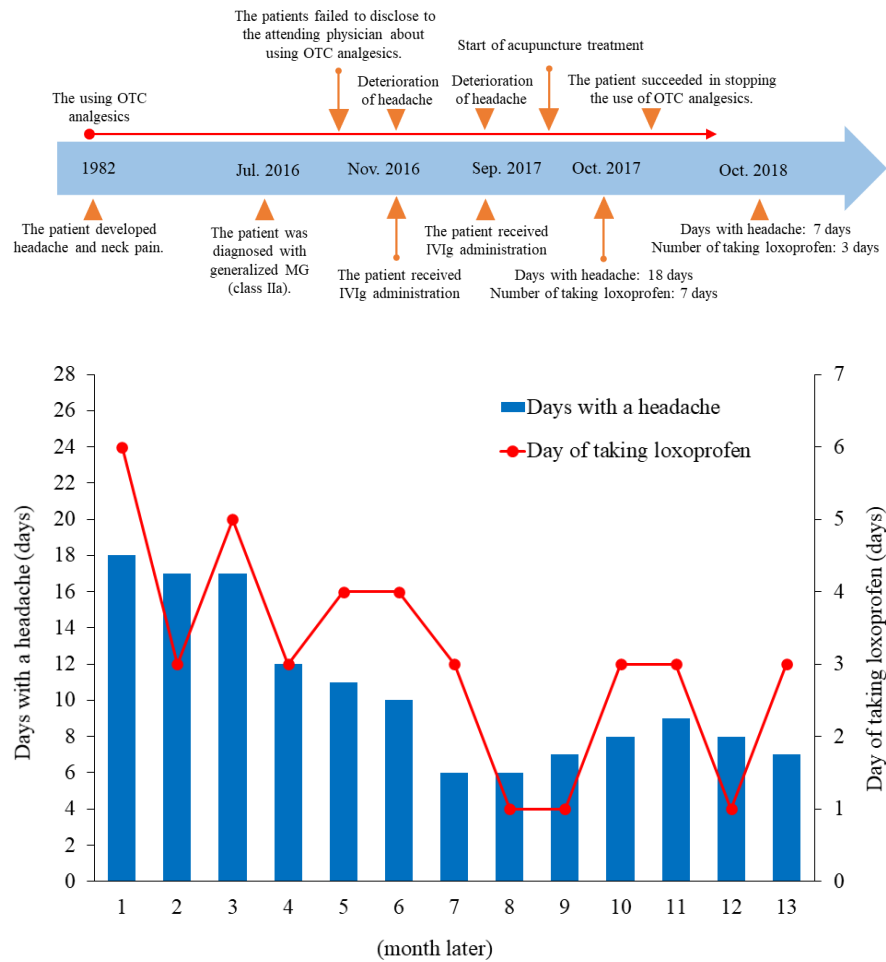 The patients failed to disclose to
the attending physician about
using OTC analgesics.
Start of acupuncture treatment
Deterioration
of headache
Deterioration
of headache
The patient succeeded in stopping
the use of OTC analgesics.
The using OTC
analgesics
1982
Jul. 2016
Nov. 2016
Sep. 2017
Oct. 2017
Oct. 2018
The patient developed
headache and neck pain.
The patient was
diagnosed with
generalized MG
(class IIa).
The patient received
IVIg administration
The patient received
IVIg administration
Days with headache: 18 days
Number of taking loxoprofen: 7 days
Days with headache: 7 days
Number of taking loxoprofen: 3 days
Days with a headache
Day of taking loxoprofen
Days with a headache (days)
28
26
24
22
20
18
16
14
12
10
8
6
4
2
0
7
6
5
4
3
2
1
0
Day of taking loxoprofen (days)
1 2 3 4 5 6 7 8 9 10 11 12 13
(month later)